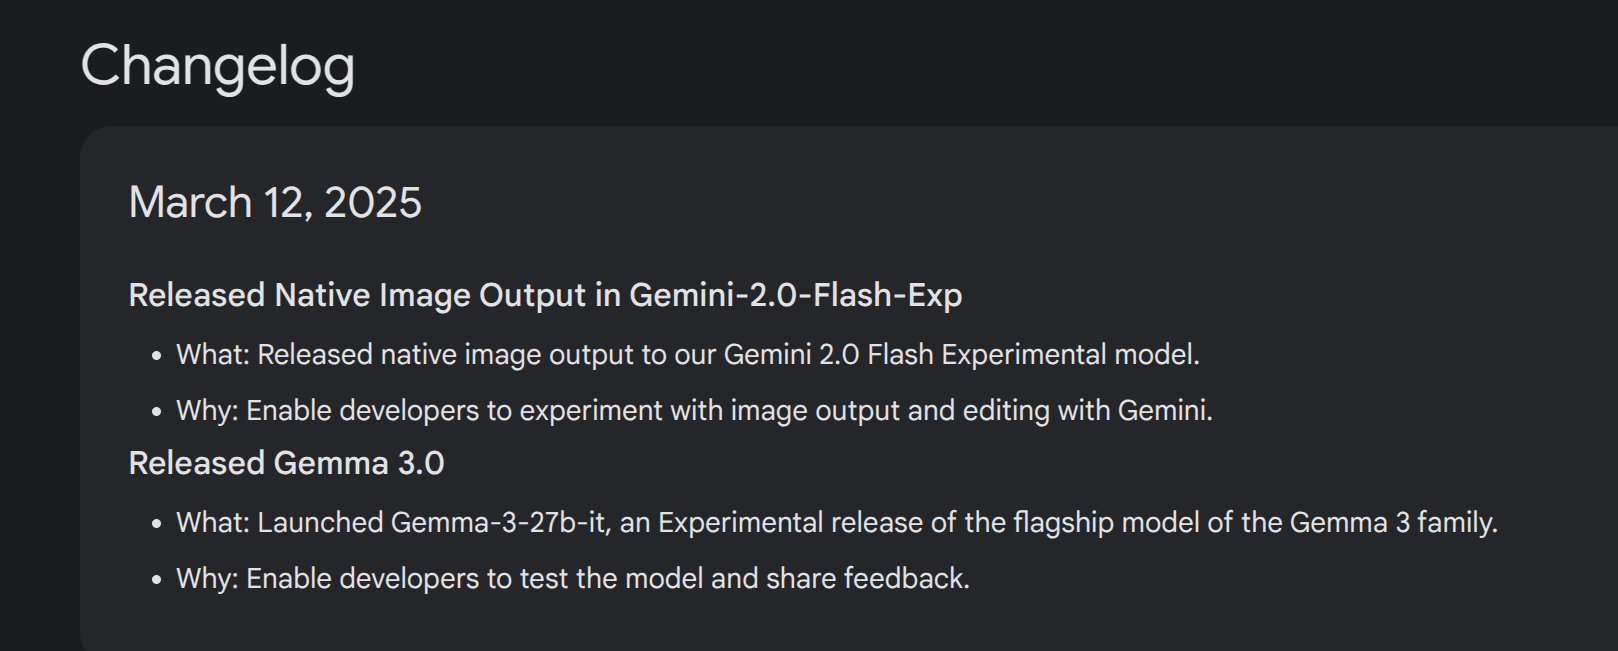 Changelog
March 12, 2025
Released Native Image Output in Gemini-2.0-Flash-Exp
• What: Released native image output to our Gemini 2.0 Flash Experimental model.
• Why: Enable developers to experiment with image output and editing with Gemini.
Released Gemma 3.0
• What: Launched Gemma-3-27b-it, an Experimental release of the flagship model of the Gemma 3 family.
• Why: Enable developers to test the model and share feedback.